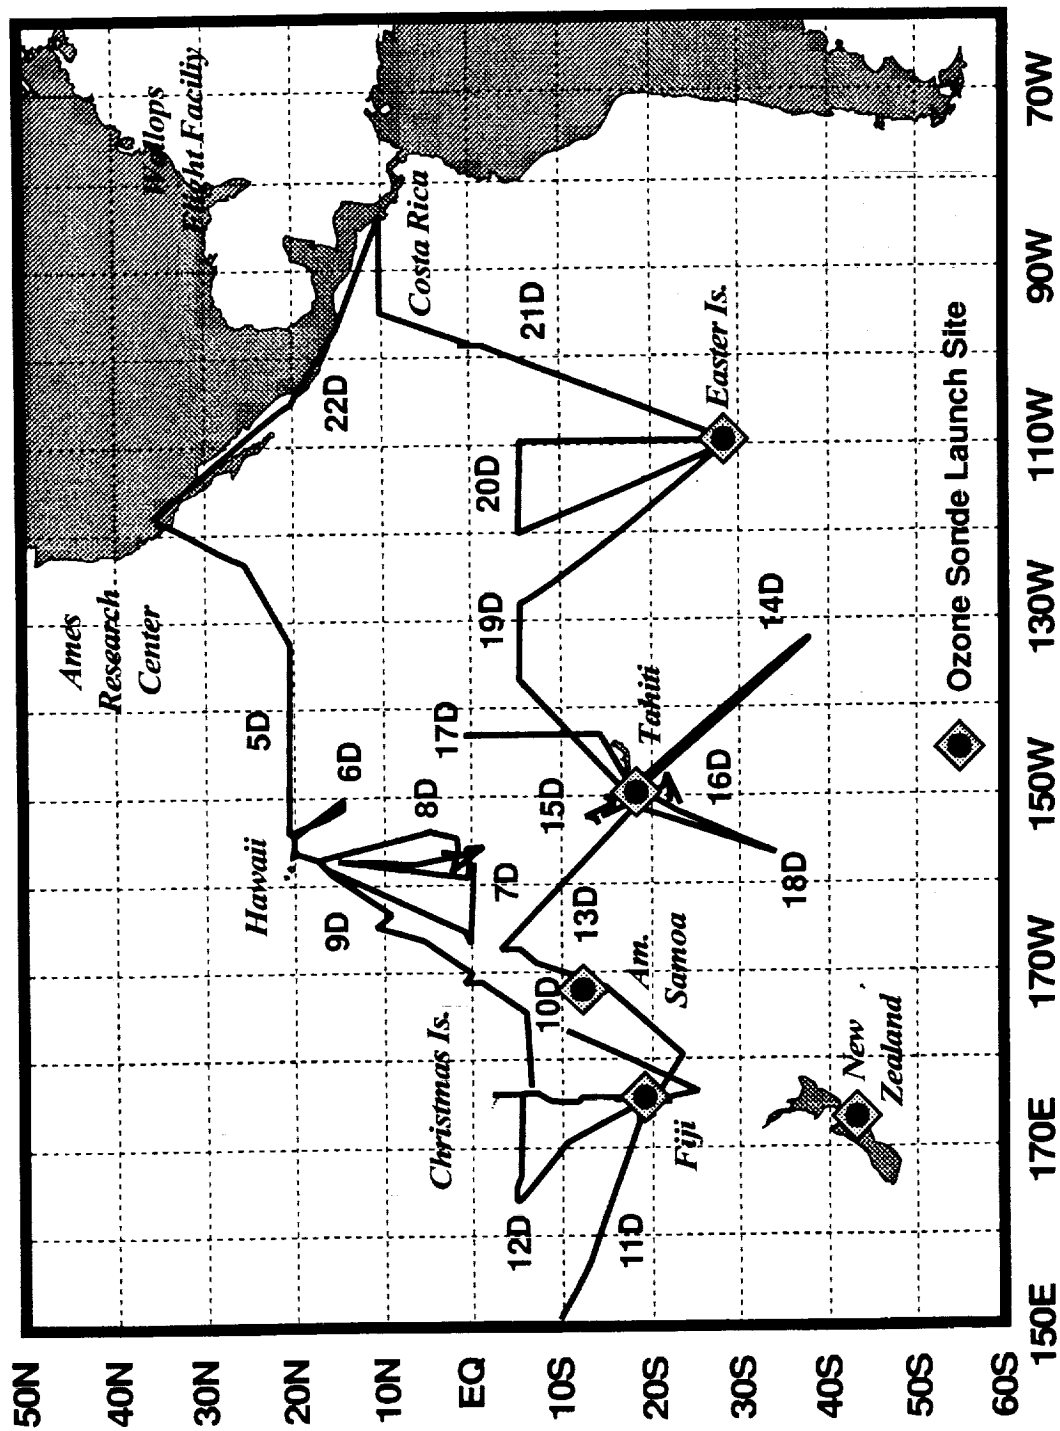 50N
40N
30N
20N
10N
EQ
10S
20S
30S
40S
50S
60S
150E
170E
170W
150W
130W
110W
90W
70W
Wallops
Flight Faciliy
Ames
Research
Center
Costa Rica
Hawaii
Christmas Is.
Easter Is.
Tahiti
Am.
Samoa
Fiji
New
Zealand
5D
6D
7D
8D
9D
10D
11D
12D
13D
14D
15D
16D
17D
18D
19D
20D
21D
22D
Ozone Sonde Launch Site